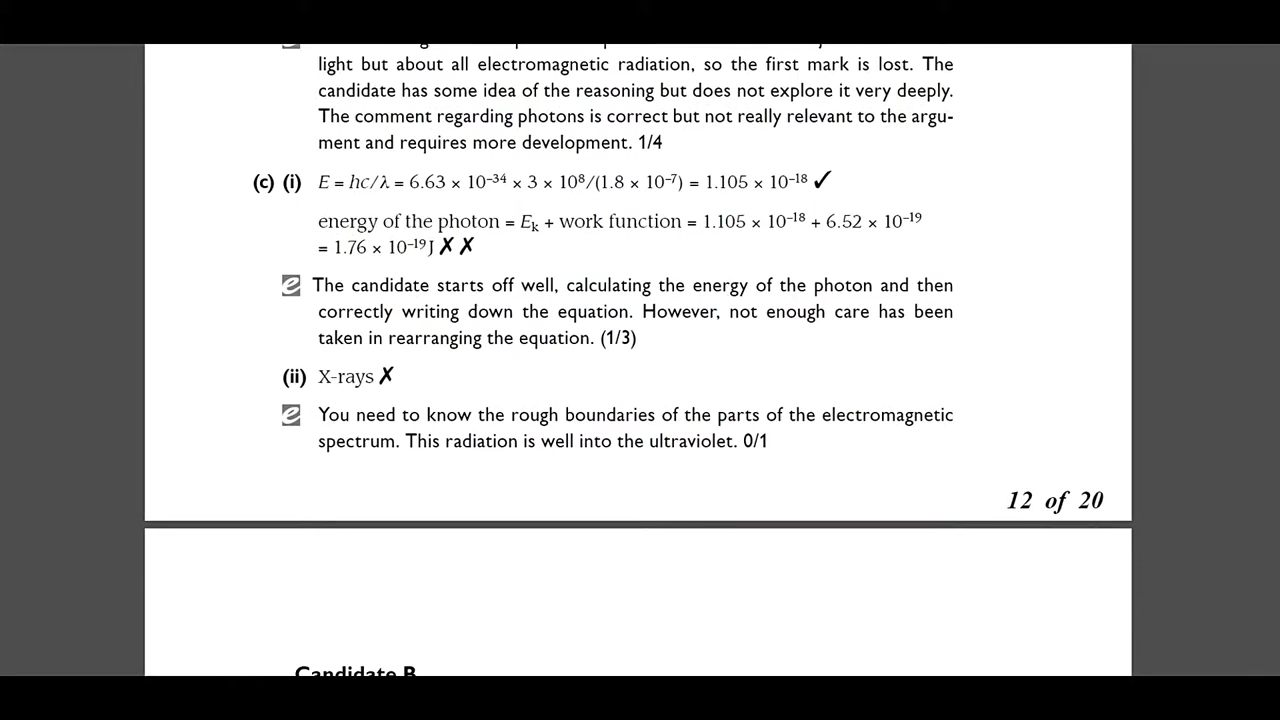 light but about all electromagnetic radiation, so the first mark is lost. The
candidate has some idea of the reasoning but does not explore it very deeply.
The comment regarding photons is correct but not really relevant to the argu-
ment and requires more development. 1/4
(c) (i) E = hc/λ = 6.63 × 10⁻³⁴ × 3 × 10⁸/(1.8 × 10⁻⁷) = 1.105 × 10⁻¹⁸ ✓
energy of the photon = Eₖ + work function = 1.105 × 10⁻¹⁸ + 6.52 × 10⁻¹⁹
= 1.76 × 10⁻¹⁹ J ✗ ✗
e The candidate starts off well, calculating the energy of the photon and then
correctly writing down the equation. However, not enough care has been
taken in rearranging the equation. (1/3)
(ii) X-rays ✗
e You need to know the rough boundaries of the parts of the electromagnetic
spectrum. This radiation is well into the ultraviolet. 0/1
12 of 20
Candidate B